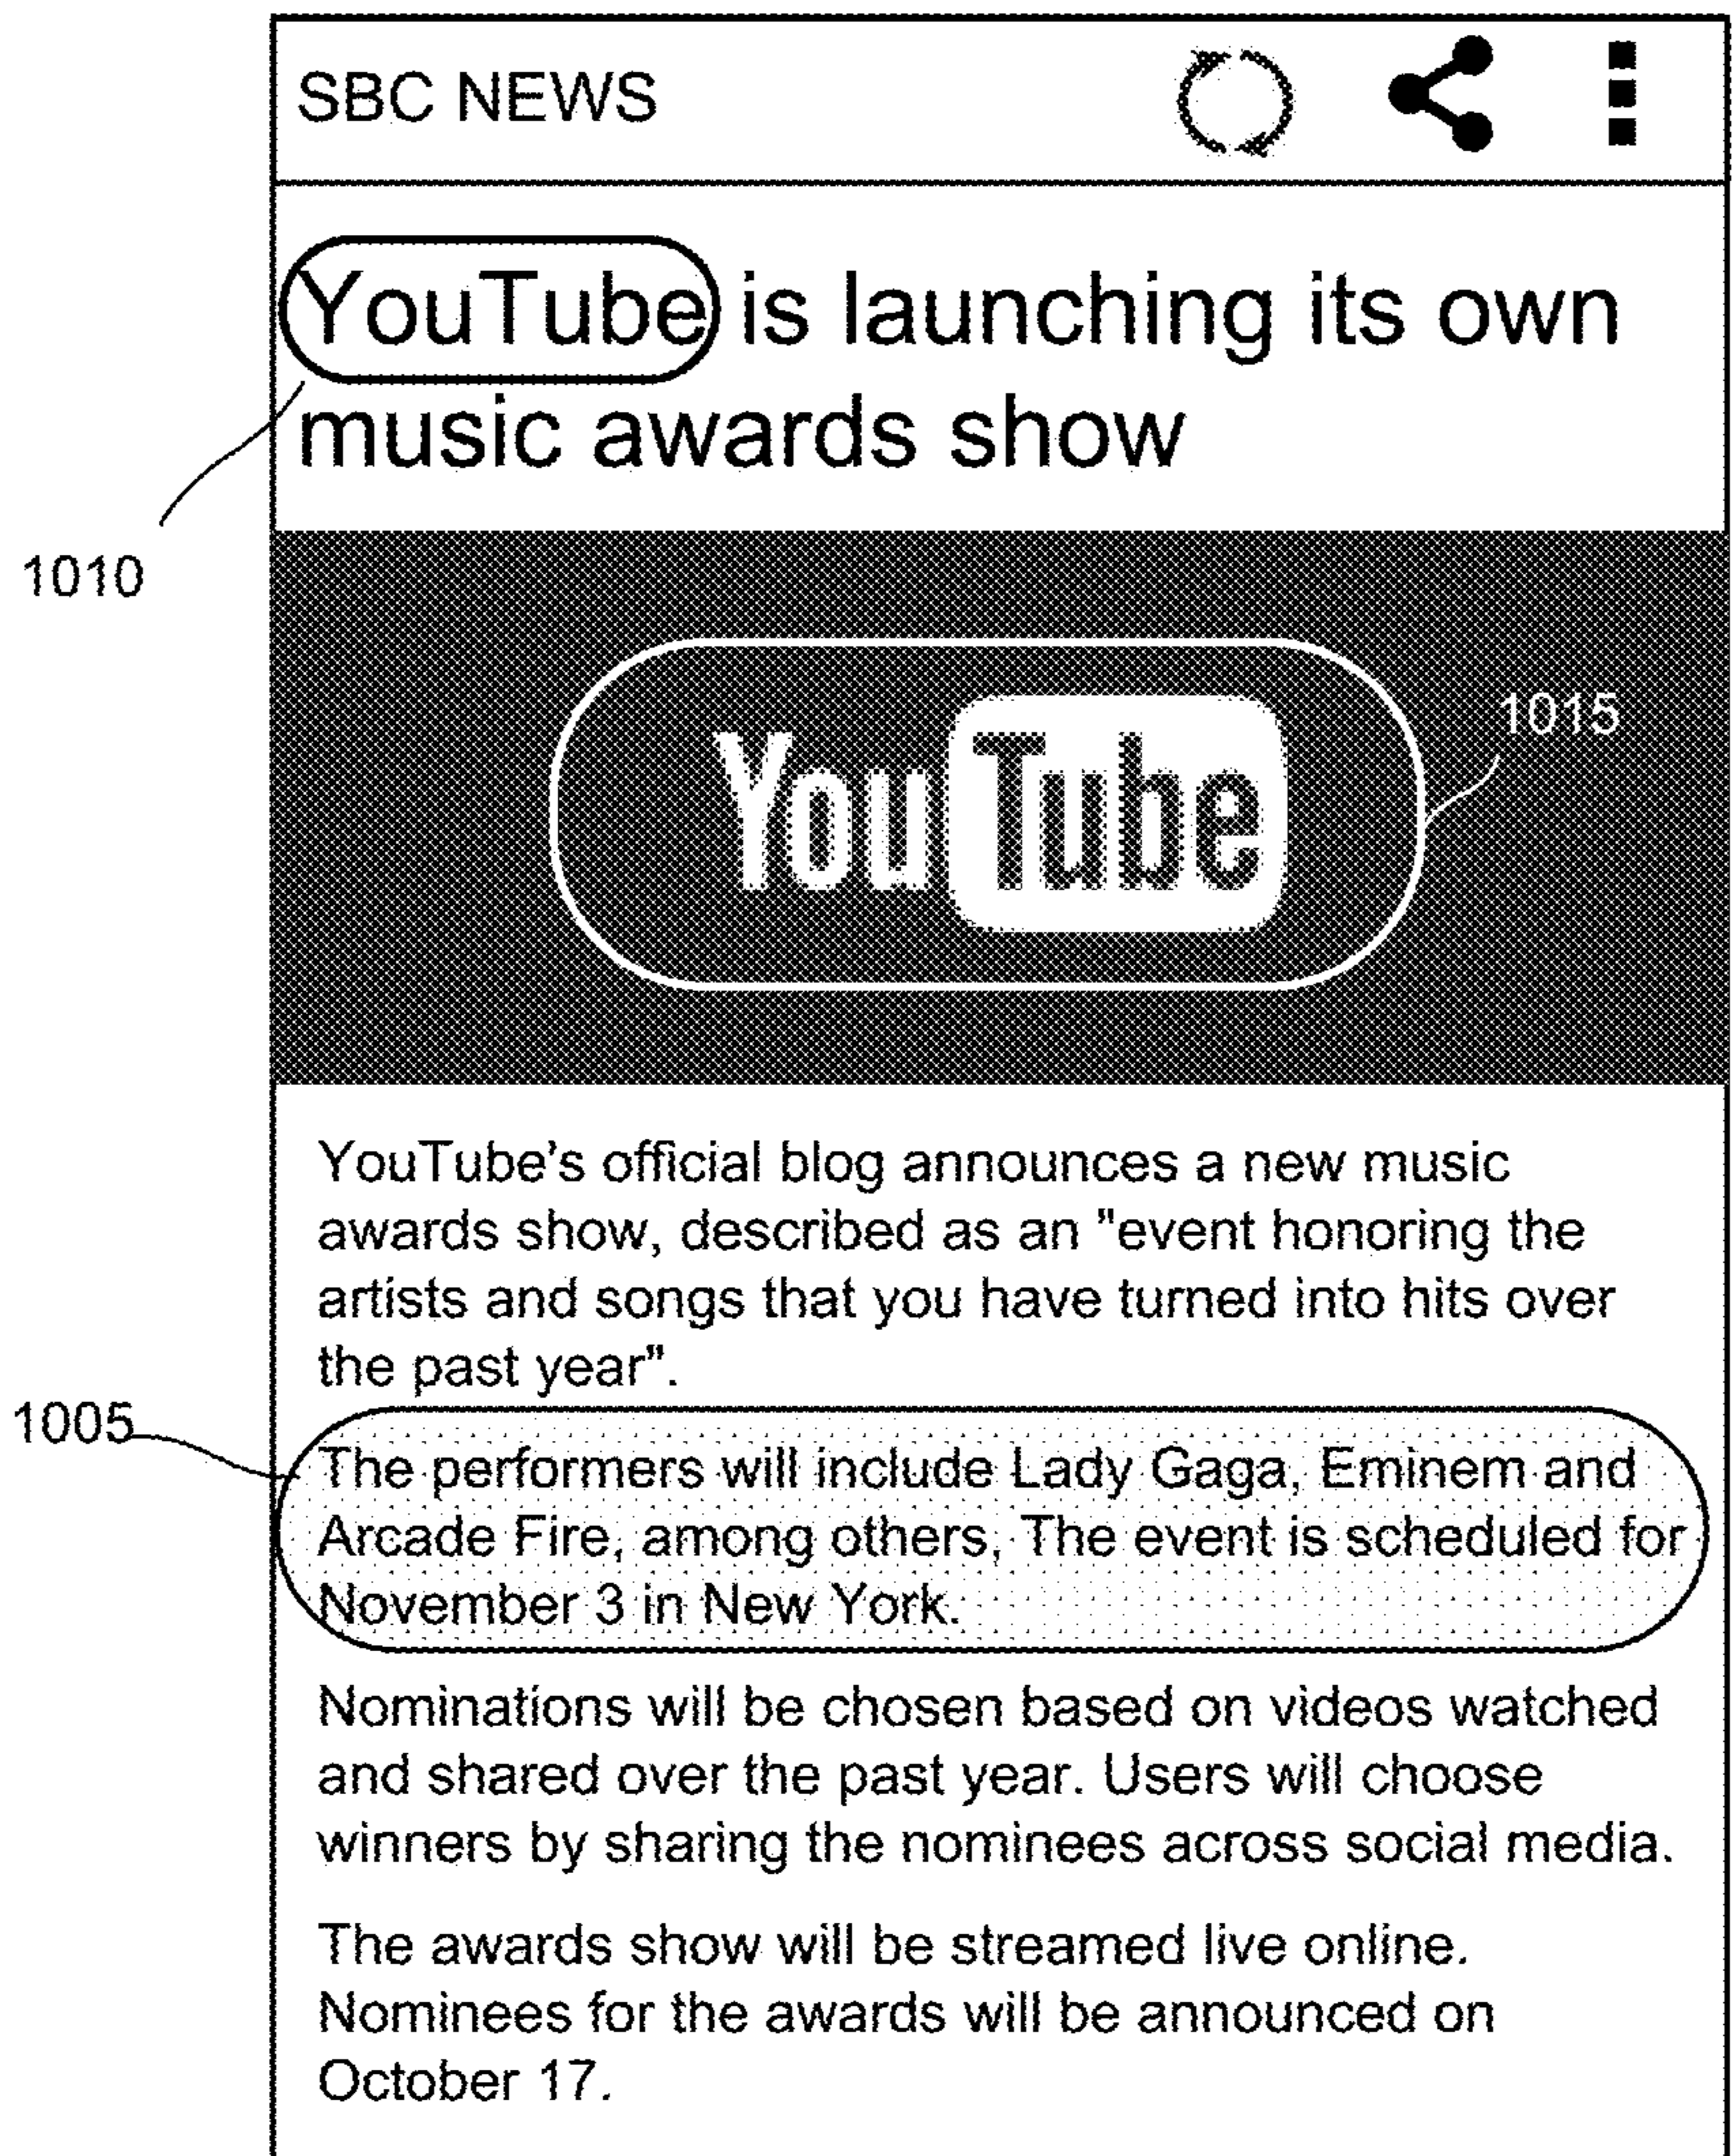 SBC NEWS
YouTube is launching its own
music awards show
1010
YouTube
1015
YouTube's official blog announces a new music
awards show, described as an "event honoring the
artists and songs that you have turned into hits over
the past year".
1005
The performers will include Lady Gaga, Eminem and
Arcade Fire, among others, The event is scheduled for
November 3 in New York.
Nominations will be chosen based on videos watched
and shared over the past year. Users will choose
winners by sharing the nominees across social media.
The awards show will be streamed live online.
Nominees for the awards will be announced on
October 17.